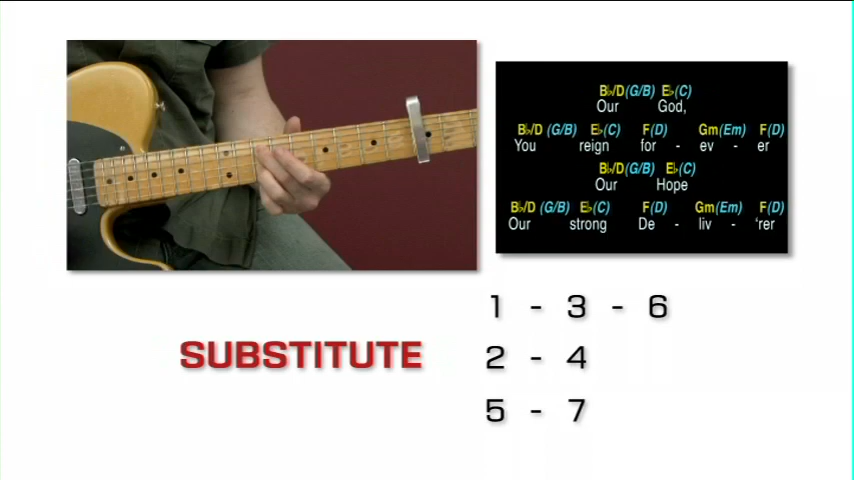 B♭/D(G/B) E♭(C)
Our God,
B♭/D (G/B) E♭(C) F(D) Gm(Em) F(D)
You reign for - ev - er
B♭/D(G/B) E♭(C)
Our Hope
B♭/D (G/B) E♭(C) F(D) Gm(Em) F(D)
Our strong De - liv - 'rer
1 - 3 - 6
SUBSTITUTE 2 - 4
5 - 7